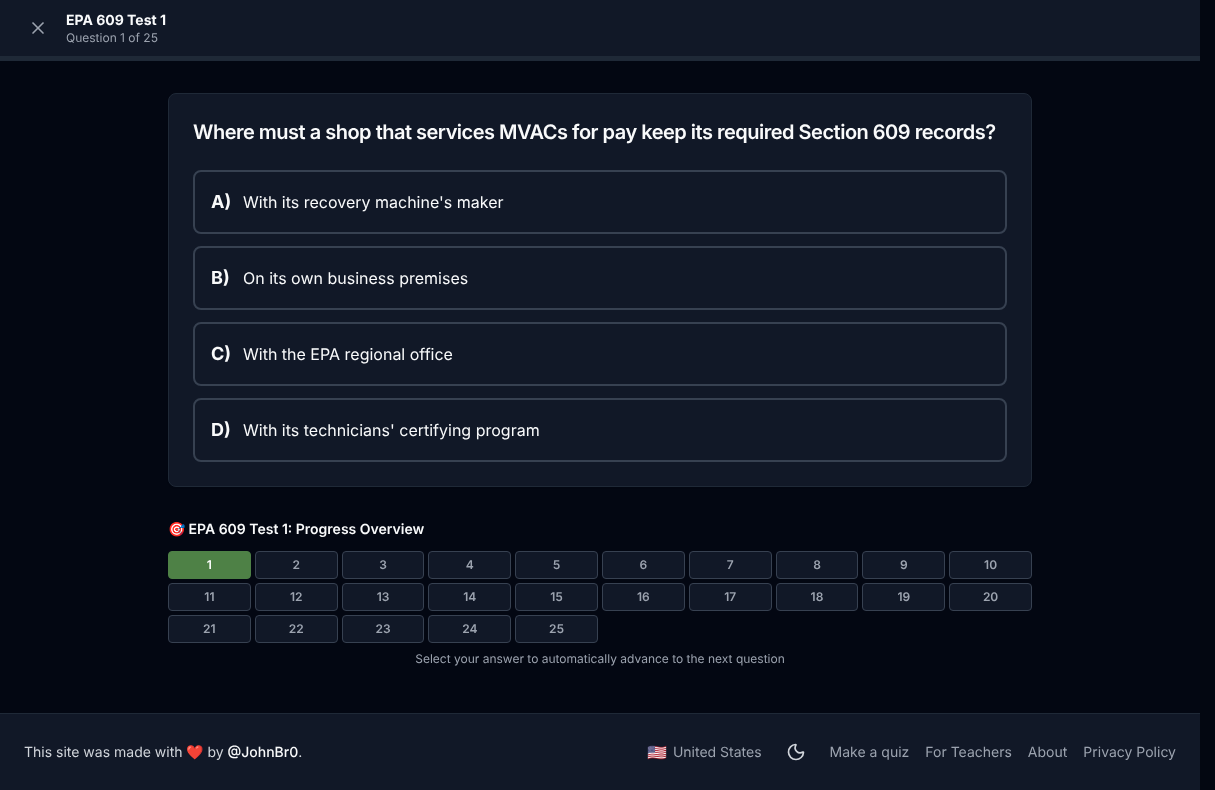 EPA 609 Test 1
Question 1 of 25
Where must a shop that services MVACs for pay keep its required Section 609 records?
A) With its recovery machine's maker
B) On its own business premises
C) With the EPA regional office
D) With its technicians' certifying program
🎯 EPA 609 Test 1: Progress Overview
1 2 3 4 5 6 7 8 9 10
11 12 13 14 15 16 17 18 19 20
21 22 23 24 25
Select your answer to automatically advance to the next question
This site was made with ❤️ by @JohnBr0. 🇺🇸 United States Make a quiz For Teachers About Privacy Policy